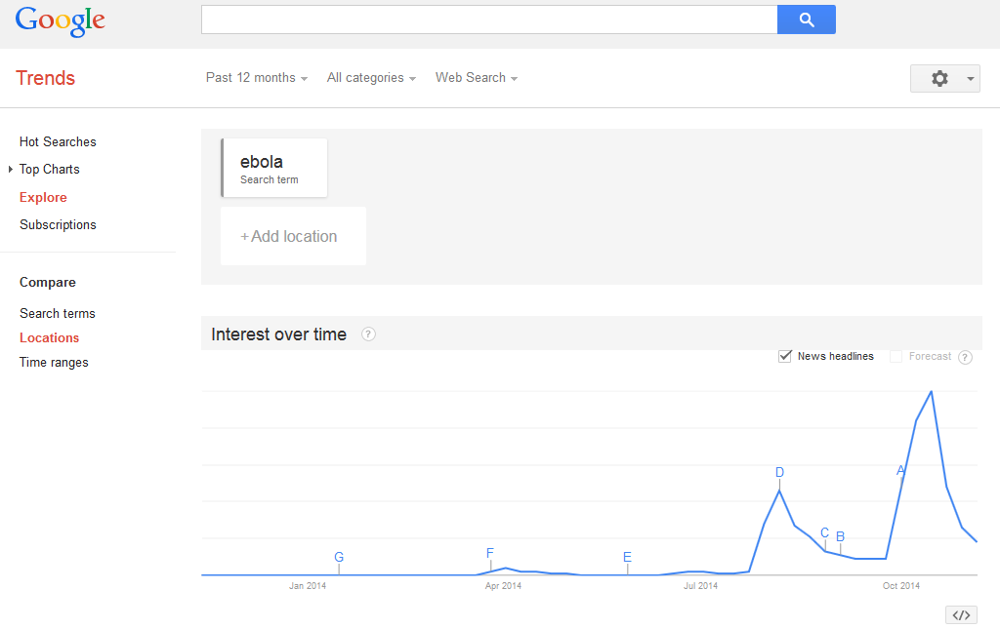 Google
Trends
Past 12 months
All categories
Web Search
Hot Searches
Top Charts
Explore
Subscriptions
Compare
Search terms
Locations
Time ranges
ebola
Search term
+Add location
Interest over time ?
News headlines
Forecast ?
D
A
C
B
G
F
E
Jan 2014
Apr 2014
Jul 2014
Oct 2014
</>